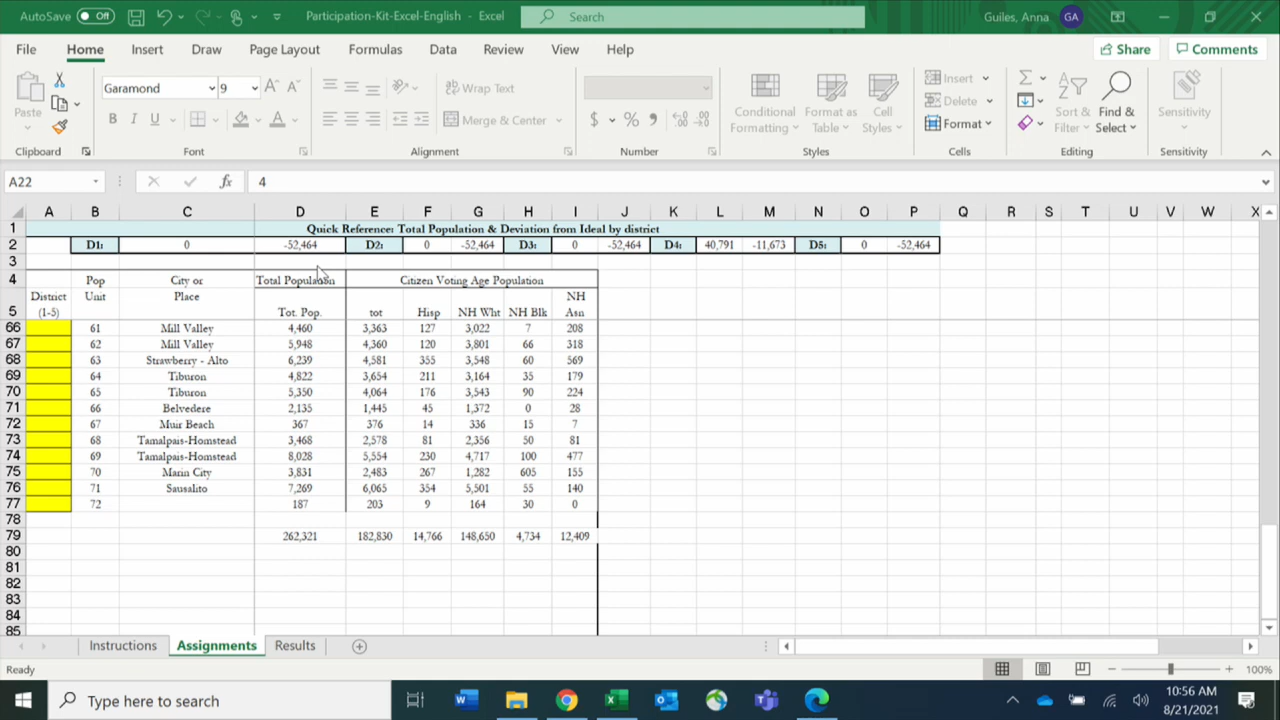 AutoSave Off Participation-Kit-Excel-English - Excel Search Guiles, Anna GA
File Home Insert Draw Page Layout Formulas Data Review View Help Share Comments
Paste Garamond 9 A A Wrap Text Conditional Format as Cell Insert Sort & Find & Sensitivity
B I U A Merge & Center $ % Formatting Table Styles Delete Filter Select
Format
Clipboard Font Alignment Number Styles Cells Editing Sensitivity
A22 fx 4
A B C D E F G H I J K L M N O P Q R S T U V W X
1 Quick Reference: Total Population & Deviation from Ideal by district
2 D1: 0 -52,464 D2: 0 -52,464 D3: 0 -52,464 D4: 40,791 -11,673 D5: 0 -52,464
3
4 Pop City or Total Population Citizen Voting Age Population
District Unit Place NH
5 (1-5) Tot. Pop. tot Hisp NH Wht NH Blk Asn
66 61 Mill Valley 4,460 3,363 127 3,022 7 208
67 62 Mill Valley 5,948 4,360 120 3,801 66 318
68 63 Strawberry - Alto 6,239 4,581 355 3,548 60 569
69 64 Tiburon 4,822 3,654 211 3,164 35 179
70 65 Tiburon 5,350 4,064 176 3,543 90 224
71 66 Belvedere 2,135 1,445 45 1,372 0 28
72 67 Muir Beach 367 376 14 336 15 7
73 68 Tamalpais-Homstead 3,468 2,578 81 2,356 50 81
74 69 Tamalpais-Homstead 8,028 5,554 230 4,717 100 477
75 70 Marin City 3,831 2,483 267 1,282 605 155
76 71 Sausalito 7,269 6,065 354 5,501 55 140
77 72 187 203 9 164 30 0
78
79 262,321 182,830 14,766 148,650 4,734 12,409
80
81
82
83
84
85
Instructions Assignments Results
Ready 100%
Type here to search 10:56 AM
8/21/2021